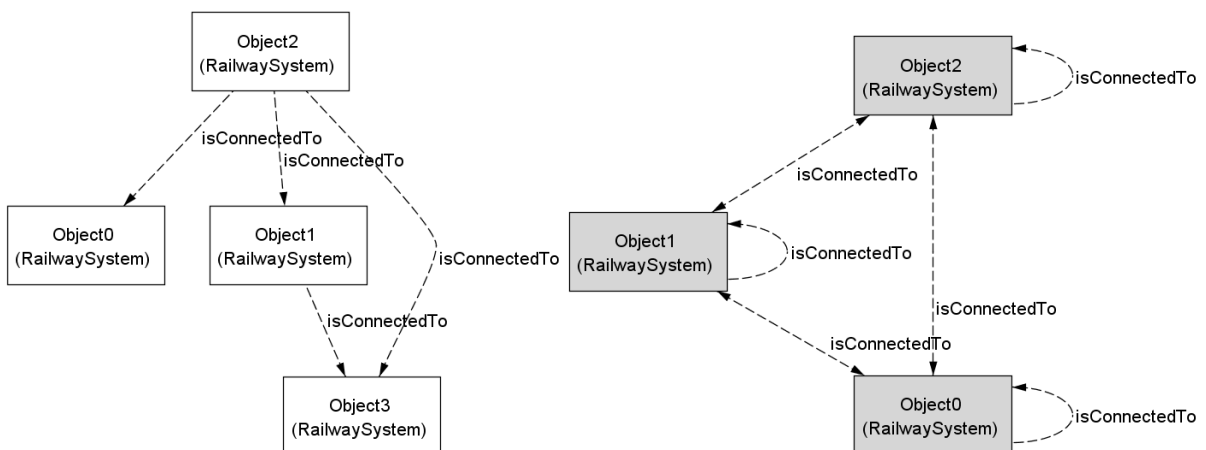 Object2
(RailwaySystem)
isConnectedTo
isConnectedTo
Object0
(RailwaySystem)
Object1
(RailwaySystem)
isConnectedTo
isConnectedTo
Object3
(RailwaySystem)
Object2
(RailwaySystem)
isConnectedTo
isConnectedTo
Object1
(RailwaySystem)
isConnectedTo
isConnectedTo
isConnectedTo
Object0
(RailwaySystem)
isConnectedTo